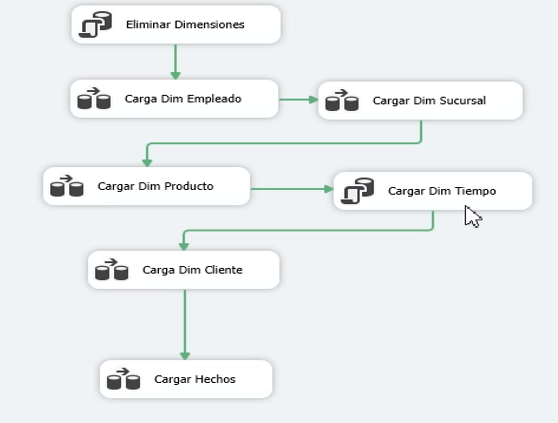 Eliminar Dimensiones
Carga Dim Empleado
Cargar Dim Sucursal
Cargar Dim Producto
Cargar Dim Tiempo
Carga Dim Cliente
Cargar Hechos